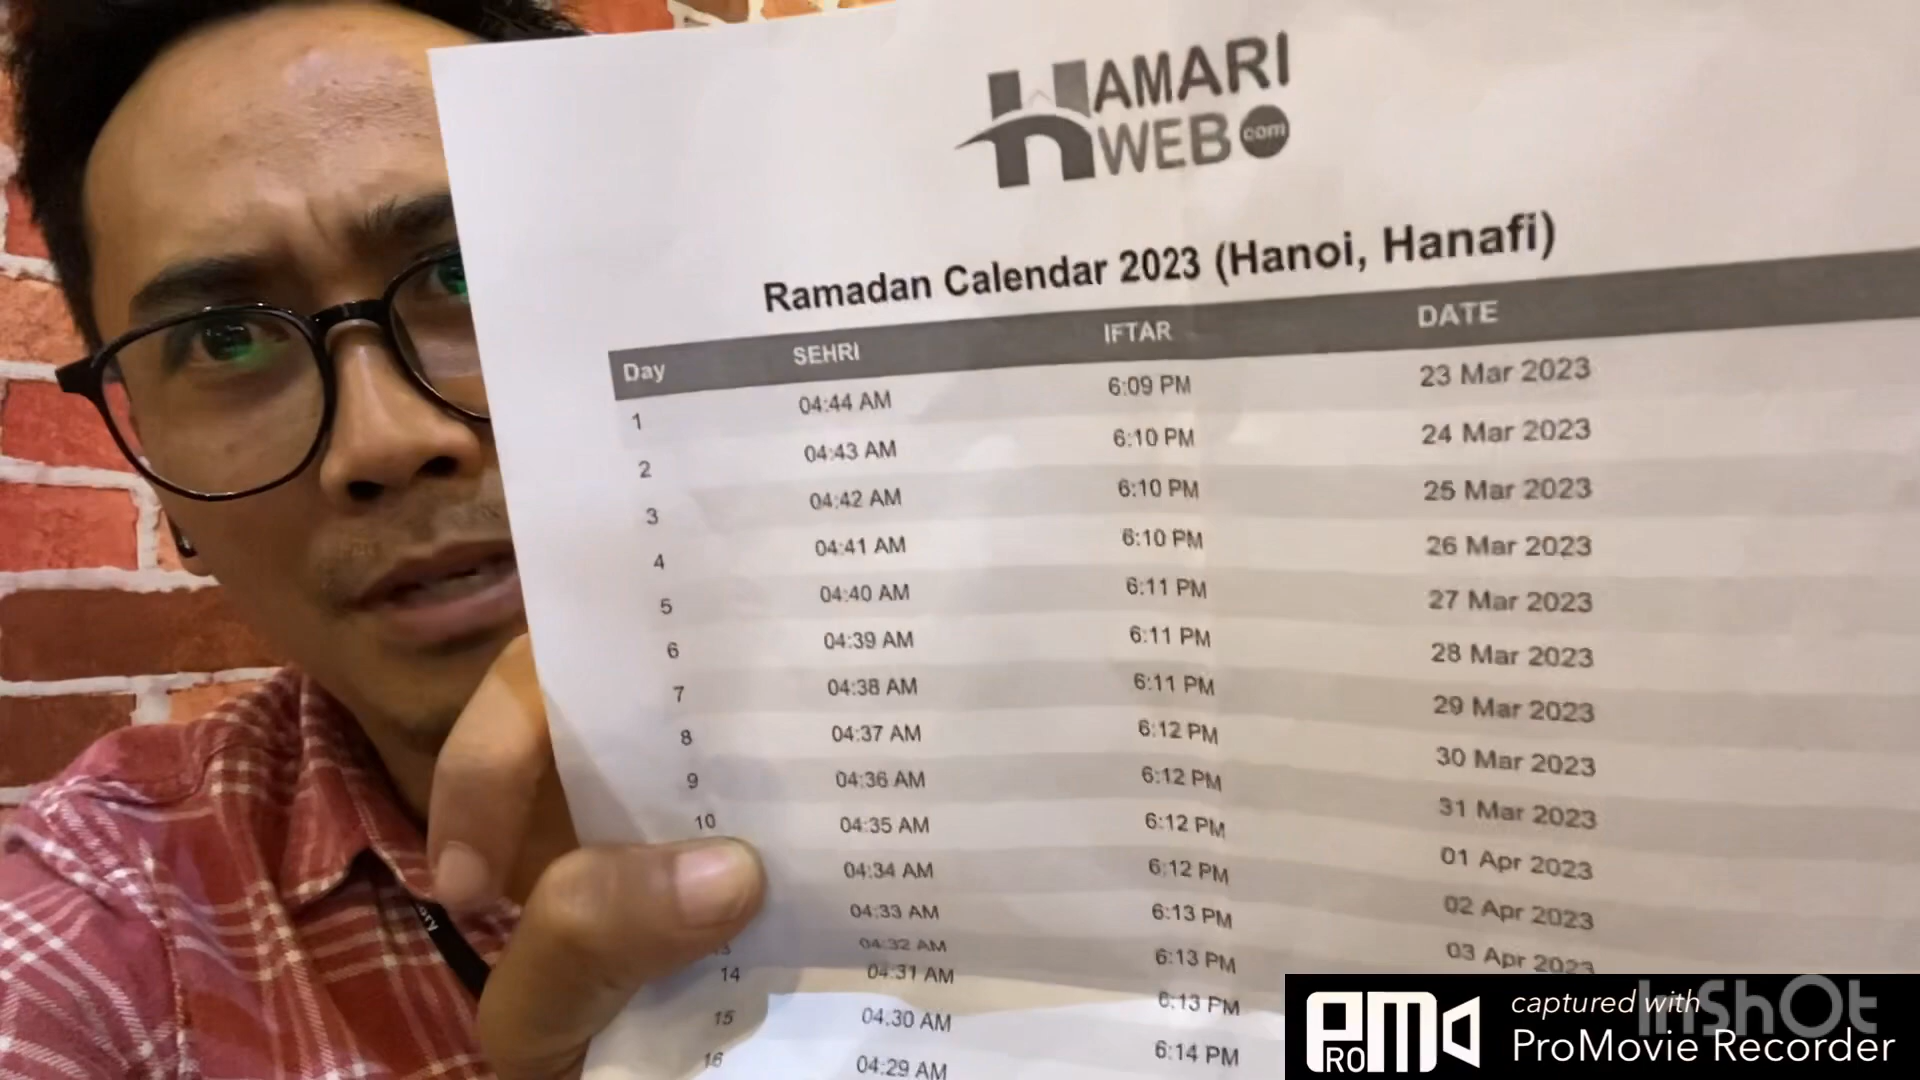 HAMARI
WEB.com
Ramadan Calendar 2023 (Hanoi, Hanafi)
Day SEHRI IFTAR DATE
1 04:44 AM 6:09 PM 23 Mar 2023
2 04:43 AM 6:10 PM 24 Mar 2023
3 04:42 AM 6:10 PM 25 Mar 2023
4 04:41 AM 6:10 PM 26 Mar 2023
5 04:40 AM 6:11 PM 27 Mar 2023
6 04:39 AM 6:11 PM 28 Mar 2023
7 04:38 AM 6:11 PM 29 Mar 2023
8 04:37 AM 6:12 PM 30 Mar 2023
9 04:36 AM 6:12 PM 31 Mar 2023
10 04:35 AM 6:12 PM 01 Apr 2023
04:34 AM 6:12 PM 02 Apr 2023
04:33 AM 6:13 PM 03 Apr 2023
04:32 AM 6:13 PM
14 04:31 AM 6:13 PM
15 04:30 AM 6:14 PM
16 04:29 AM
PRO M captured with
ProMovie Recorder
InShOt